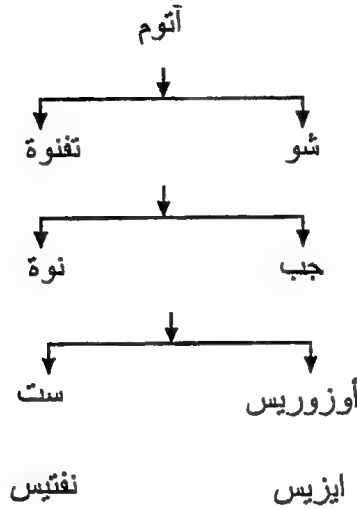 آتوم
شو تفنوة
جب نوة
أوزوريس ست
ايزيس نفتيس